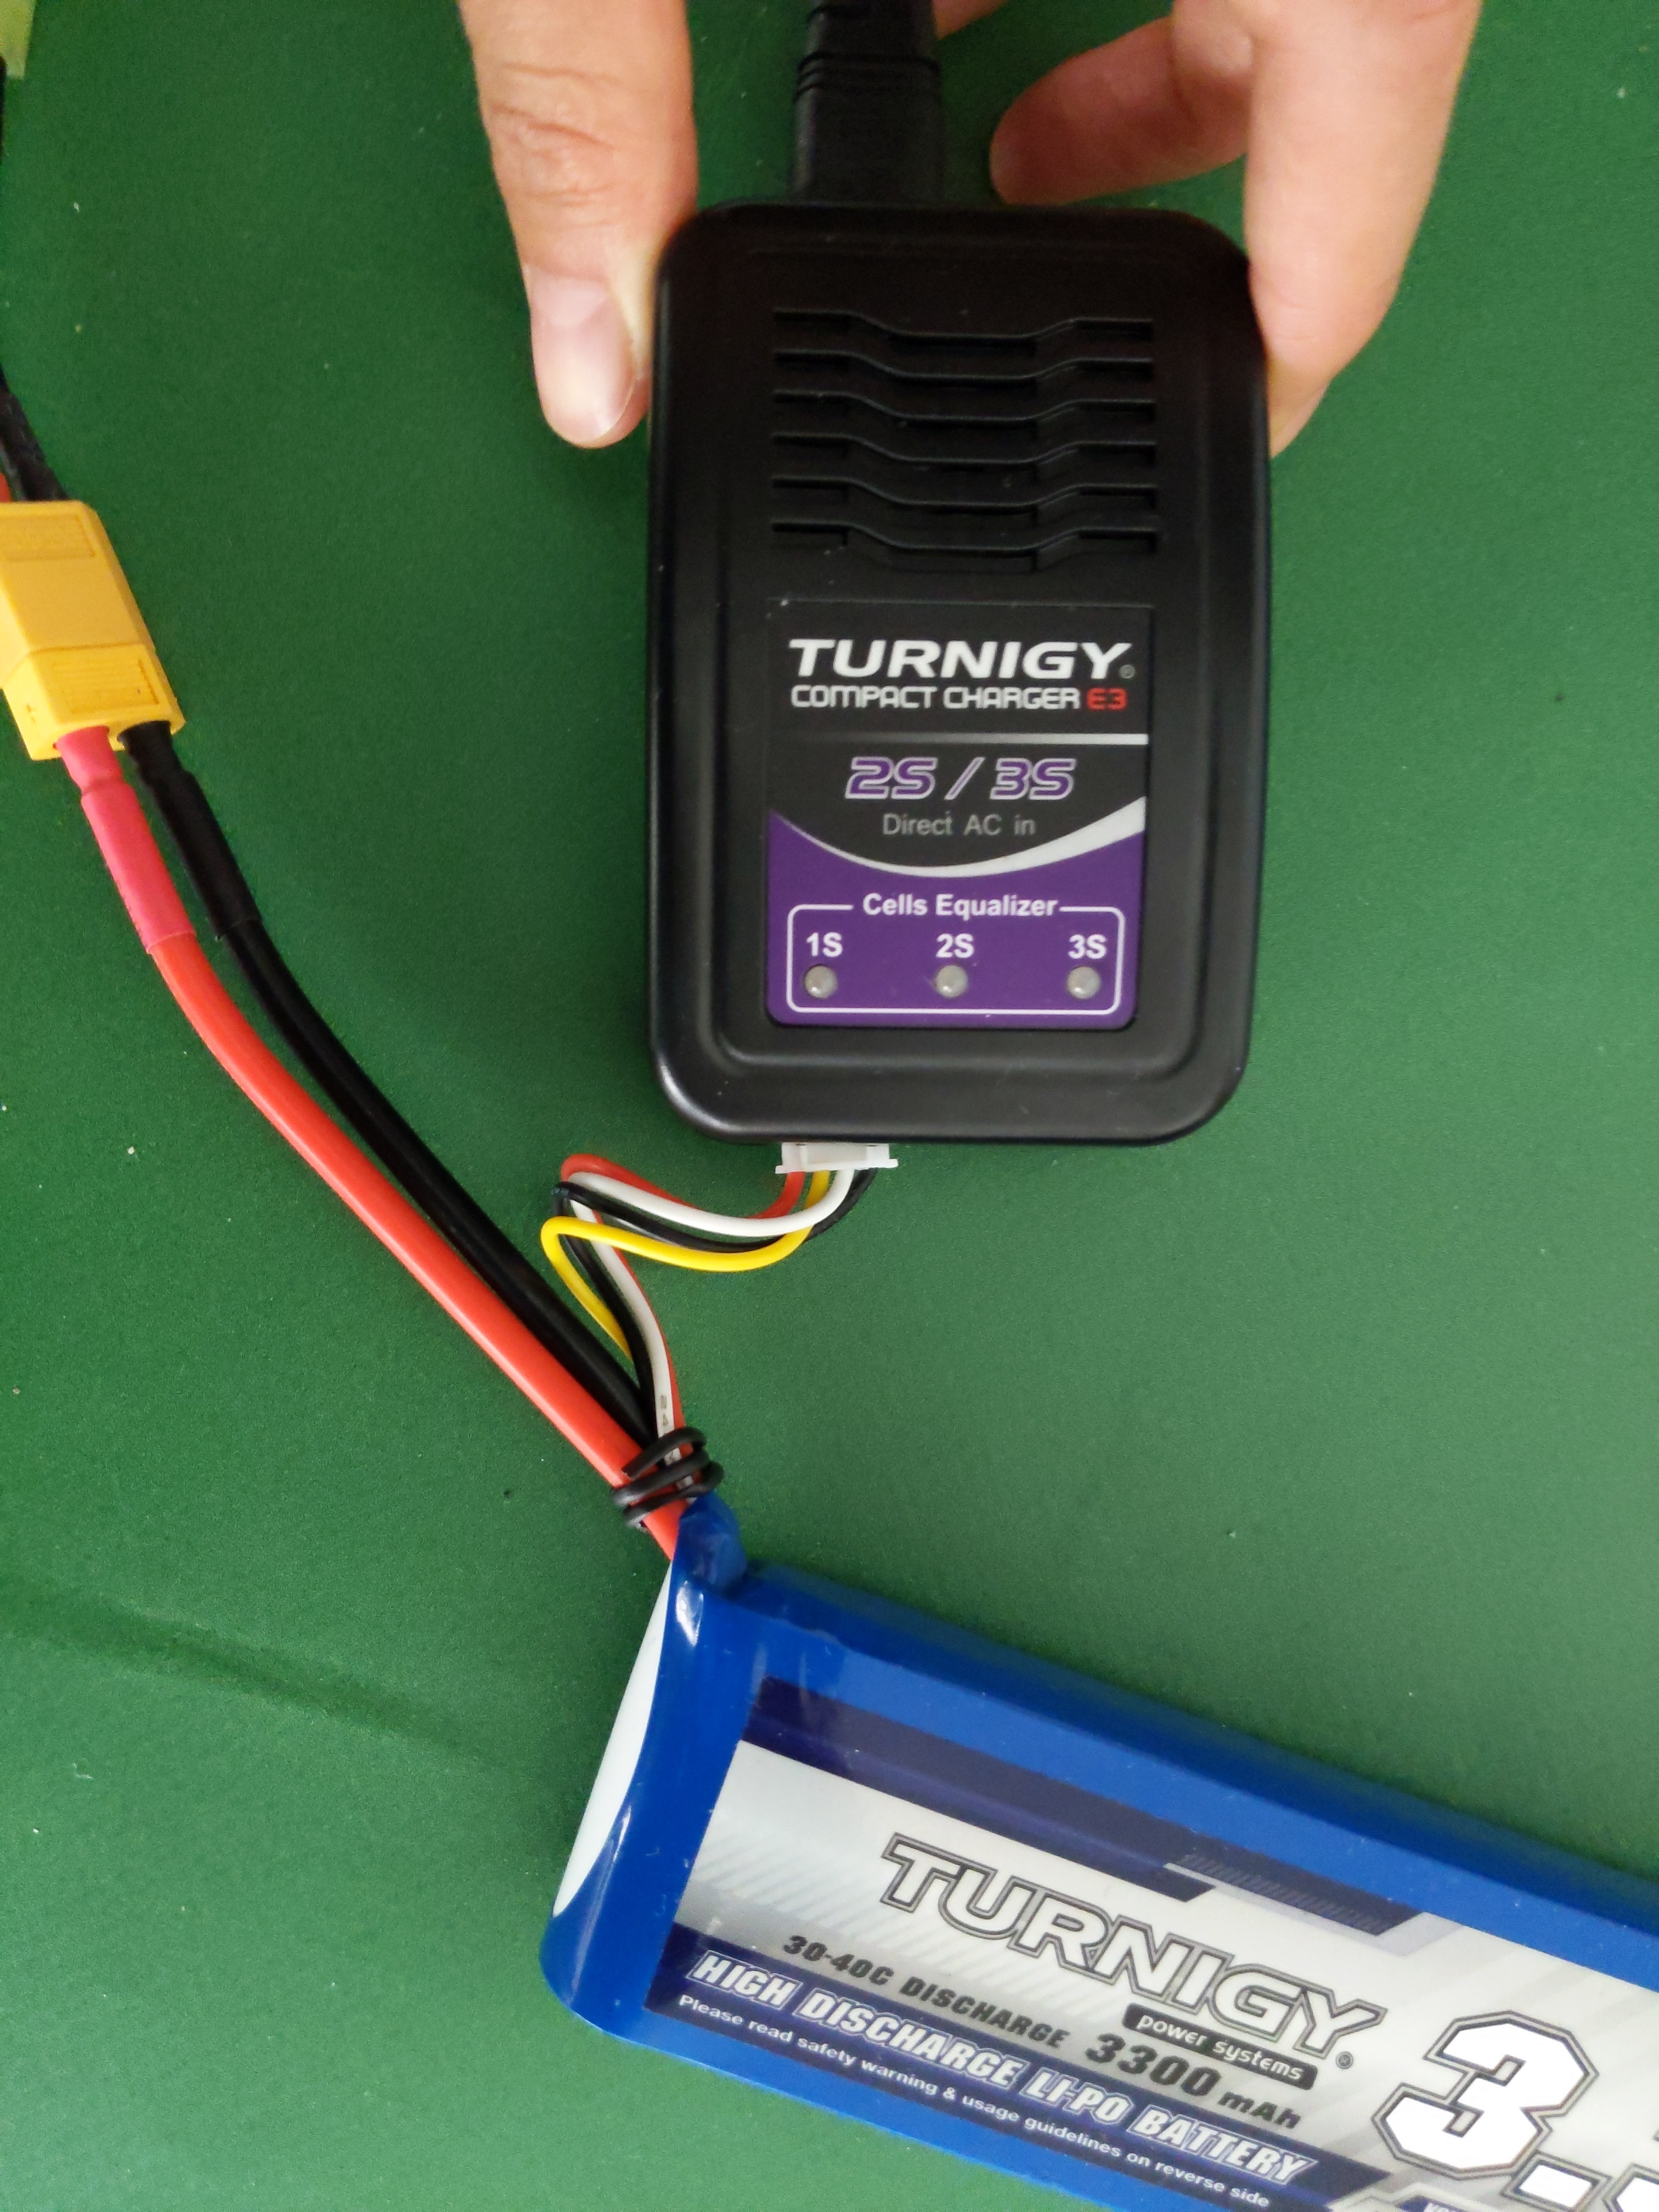 TURNIGY®
COMPACT CHARGER E3
2S / 3S
Direct AC in
Cells Equalizer
1S 2S 3S
TURNIGY®
power systems
30-40C DISCHARGE 3300 mAh
HIGH DISCHARGE LI-PO BATTERY
Please read safety warning & usage guidelines on reverse side
3.